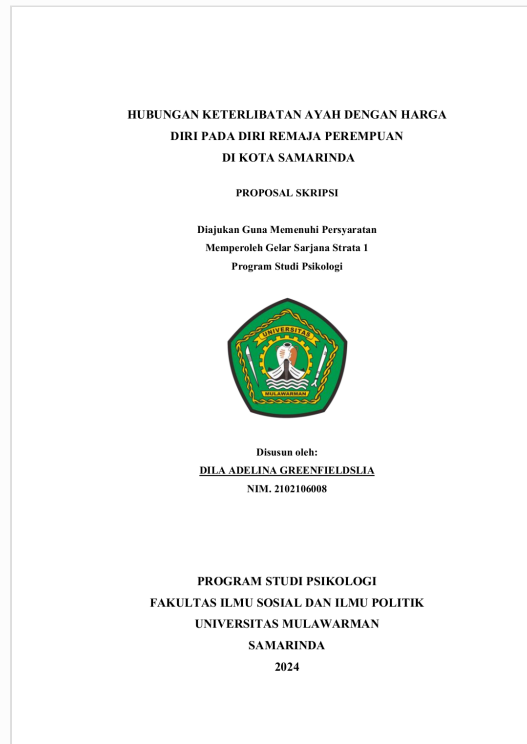 HUBUNGAN KETERLIBATAN AYAH DENGAN HARGA
DIRI PADA DIRI REMAJA PEREMPUAN
DI KOTA SAMARINDA
PROPOSAL SKRIPSI
Diajukan Guna Memenuhi Persyaratan
Memperoleh Gelar Sarjana Strata 1
Program Studi Psikologi
UNIVERSITAS
MULAWARMAN
Disusun oleh:
DILA ADELINA GREENFIELDSLIA
NIM. 2102106008
PROGRAM STUDI PSIKOLOGI
FAKULTAS ILMU SOSIAL DAN ILMU POLITIK
UNIVERSITAS MULAWARMAN
SAMARINDA
2024